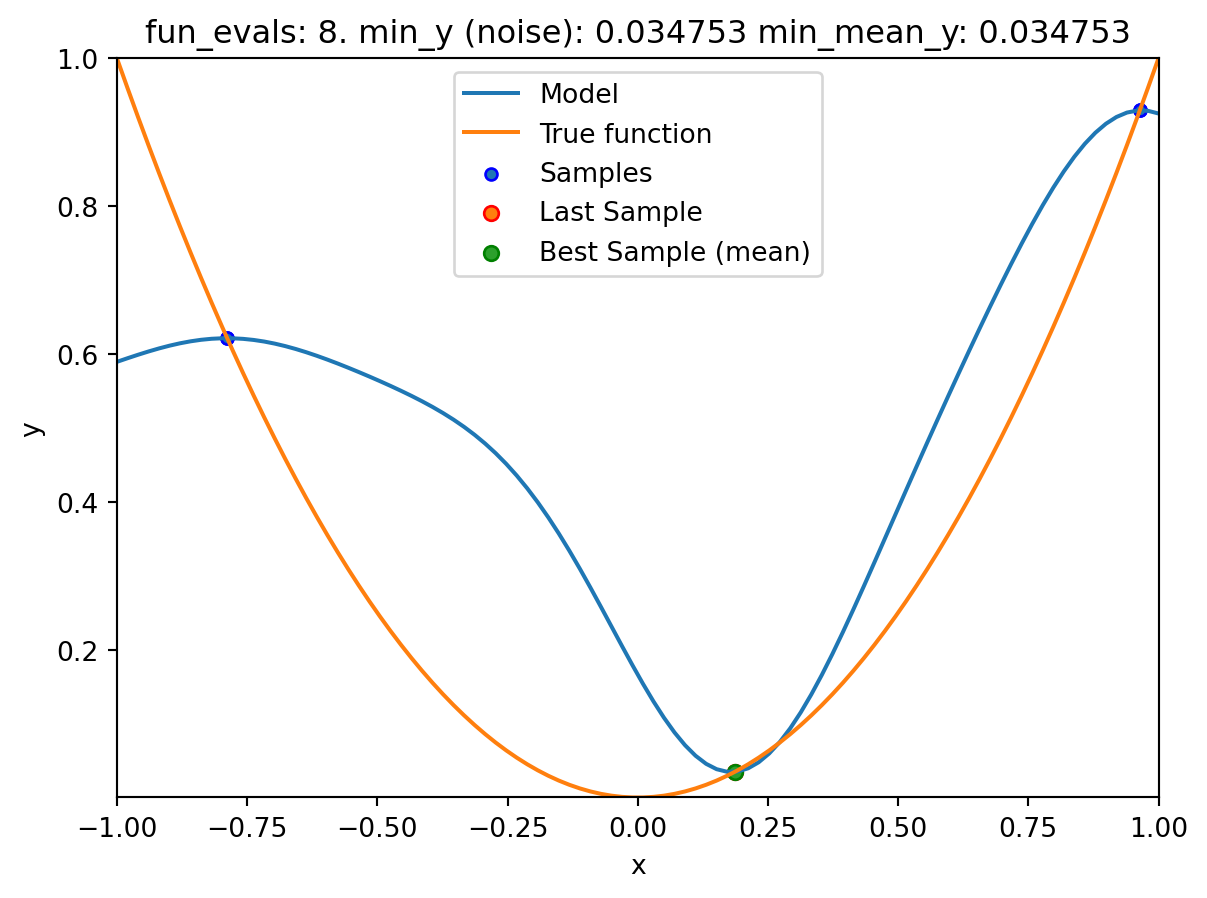 fun_evals: 8. min_y (noise): 0.034753 min_mean_y: 0.034753
1.0
0.8
0.6
0.4
0.2
y
Model
True function
Samples
Last Sample
Best Sample (mean)
−1.00 −0.75 −0.50 −0.25 0.00 0.25 0.50 0.75 1.00
x